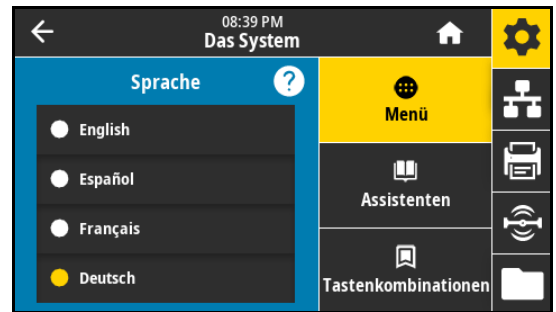 08:39 PM
Das System
Sprache
?
English
Español
Français
Deutsch
Menü
Assistenten
Tastenkombinationen